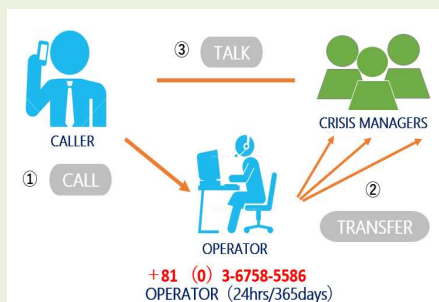 ③ TALK
CALLER
CRISIS MANAGERS
① CALL
②
TRANSFER
OPERATOR
+81 (0) 3-6758-5586
OPERATOR (24hrs/365days)